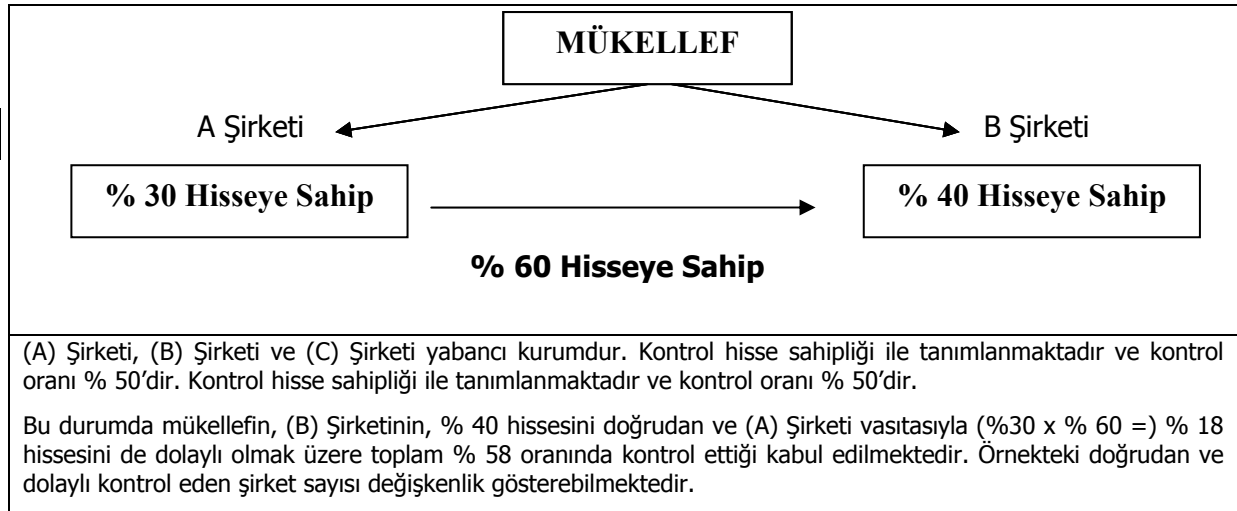 MÜKELLEF
A Şirketi
B Şirketi
% 30 Hisseye Sahip
% 40 Hisseye Sahip
% 60 Hisseye Sahip
(A) Şirketi, (B) Şirketi ve (C) Şirketi yabancı kurumdur. Kontrol hisse sahipliği ile tanımlanmaktadır ve kontrol
oranı % 50’dir. Kontrol hisse sahipliği ile tanımlanmaktadır ve kontrol oranı % 50’dir.
Bu durumda mükellefin, (B) Şirketinin, % 40 hissesini doğrudan ve (A) Şirketi vasıtasıyla (%30 x % 60 =) % 18
hissesini de dolaylı olmak üzere toplam % 58 oranında kontrol ettiği kabul edilmektedir. Örnekteki doğrudan ve
dolaylı kontrol eden şirket sayısı değişkenlik gösterebilmektedir.